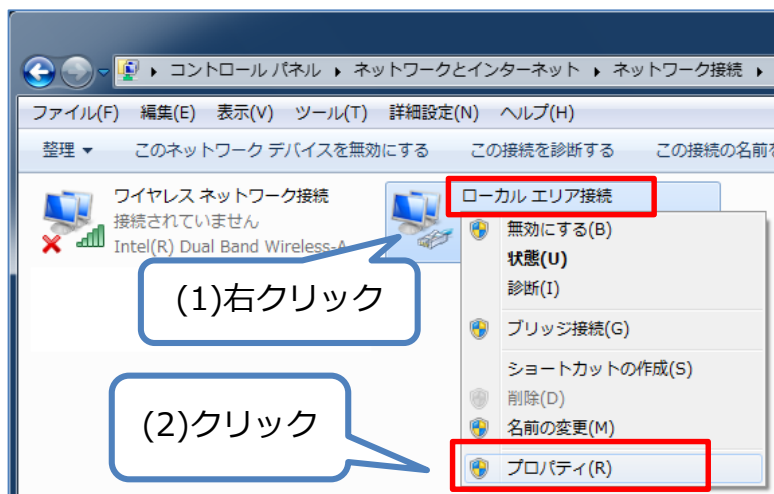 コントロール パネル ▸ ネットワークとインターネット ▸ ネットワーク接続 ▸
ファイル(F) 編集(E) 表示(V) ツール(T) 詳細設定(N) ヘルプ(H)
整理 ▼ このネットワーク デバイスを無効にする この接続を診断する この接続の名前を
ワイヤレス ネットワーク接続
接続されていません
Intel(R) Dual Band Wireless-A
ローカル エリア接続
無効にする(B)
状態(U)
診断(I)
ブリッジ接続(G)
ショートカットの作成(S)
削除(D)
名前の変更(M)
プロパティ(R)
(1)右クリック
(2)クリック